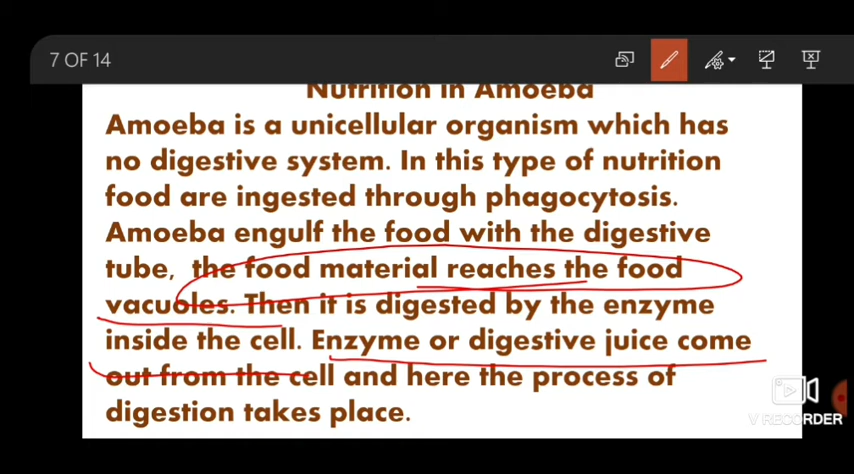 7 OF 14
Nutrition in Amoeba
Amoeba is a unicellular organism which has
no digestive system. In this type of nutrition
food are ingested through phagocytosis.
Amoeba engulf the food with the digestive
tube, the food material reaches the food
vacuoles. Then it is digested by the enzyme
inside the cell. Enzyme or digestive juice come
out from the cell and here the process of
digestion takes place.
V RECORDER